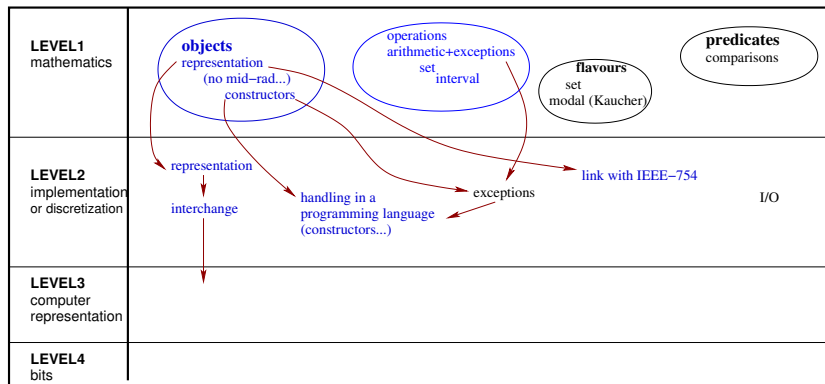 LEVEL1
mathematics
objects
representation
(no mid−rad...)
constructors
operations
arithmetic+exceptions
set
interval
flavours
set
modal (Kaucher)
predicates
comparisons
LEVEL2
implementation
or discretization
representation
interchange
handling in a
programming language
(constructors...)
exceptions
link with IEEE−754
I/O
LEVEL3
computer
representation
LEVEL4
bits